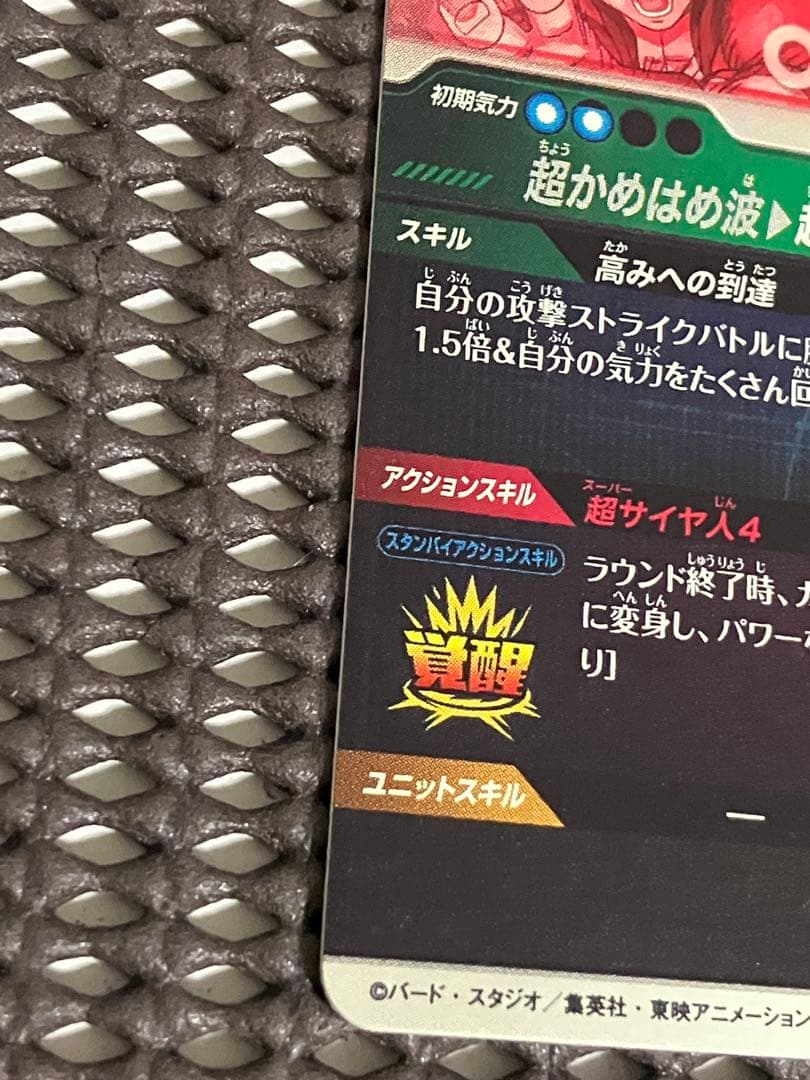 初期気力
超かめはめ波▶超
スキル
高みへの到達
自分の攻撃ストライクバトルに
1.5倍&自分の気力をたくさん回
アクションスキル
超サイヤ人4
スタンバイアクションスキル
覚醒
ラウンド終了時、
に変身し、パワー
り]
ユニットスキル
—
©バード・スタジオ/集英社・東映アニメーション